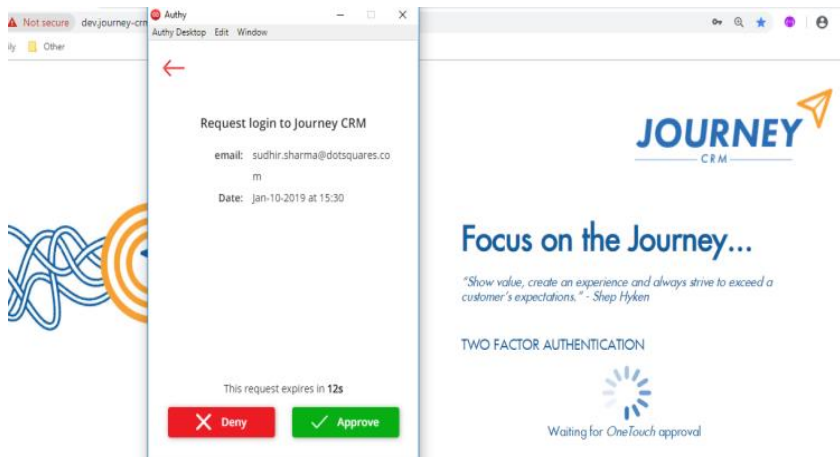 Not secure
dev.journey-crm
ily
Other
Authy
Authy Desktop Edit Window
Request login to Journey CRM
email: sudhir.sharma@dotsquares.co
m
Date: Jan-10-2019 at 15:30
This request expires in 12s
Deny
Approve
JOURNEY
CRM
Focus on the Journey...
"Show value, create an experience and always strive to exceed a
customer's expectations." - Shep Hyken
TWO FACTOR AUTHENTICATION
Waiting for OneTouch approval